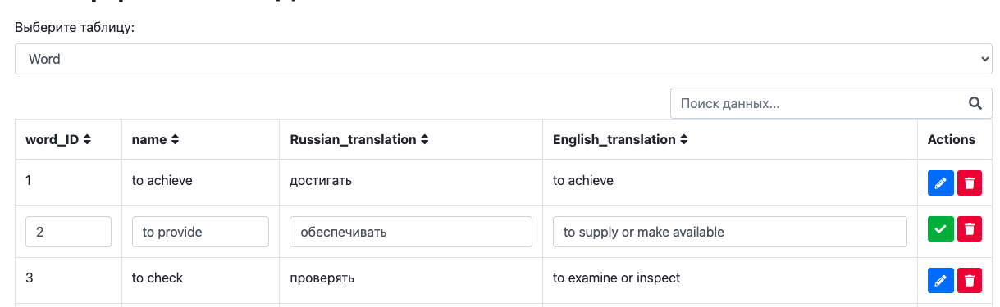 Выберите таблицу:
Word
Поиск данных...
word_ID name Russian_translation English_translation Actions
1 to achieve достигать to achieve
2 to provide обеспечивать to supply or make available
3 to check проверять to examine or inspect